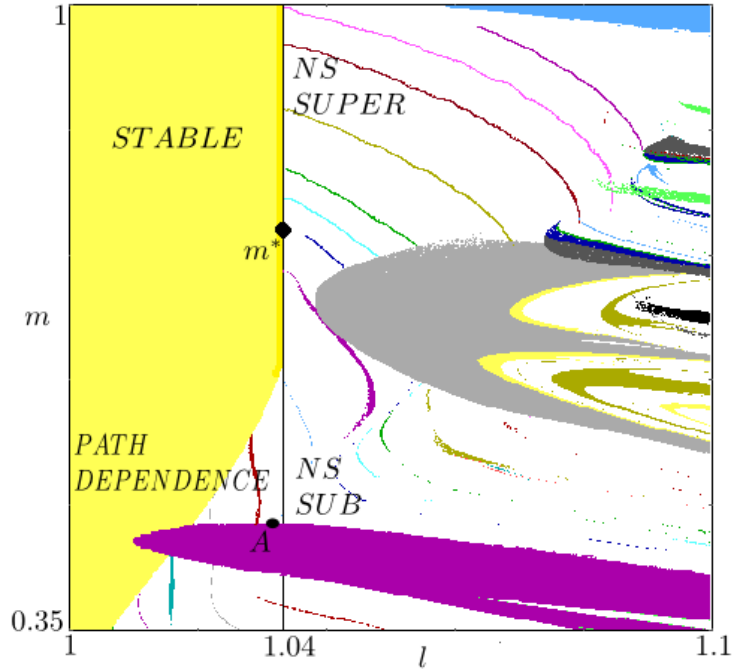 1
NS
SUPER
STABLE
m*
m
PATH
DEPENDENCE
NS
SUB
A
0.35
1
1.04
l
1.1